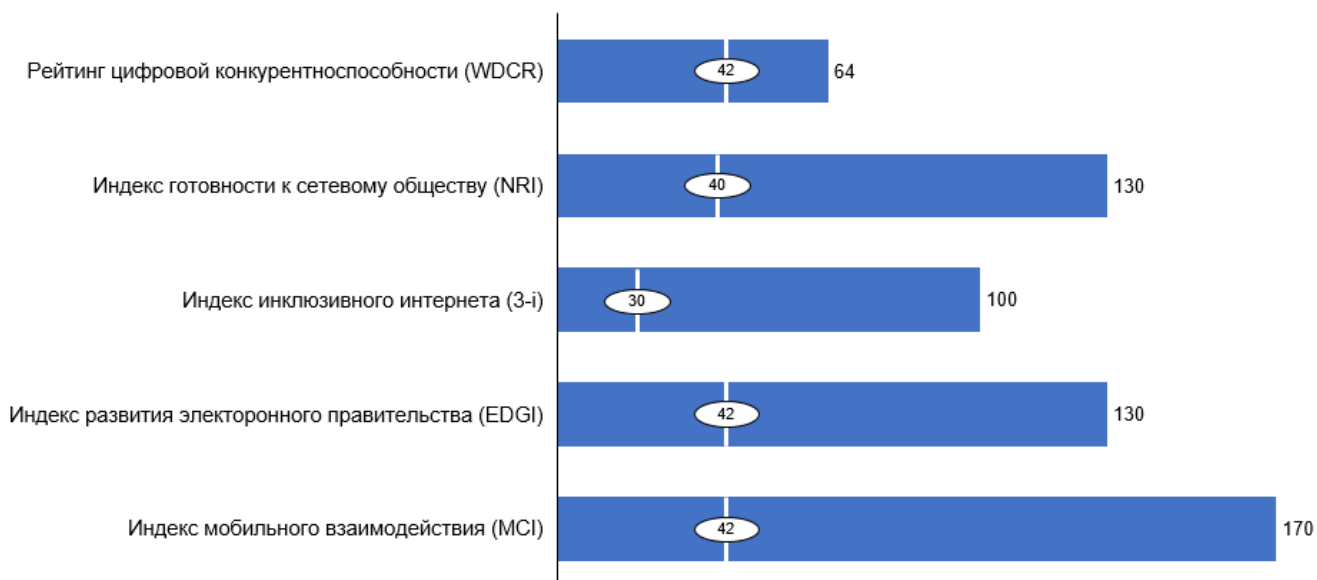 Рейтинг цифровой конкурентноспособности (WDCR) 42 64
Индекс готовности к сетевому обществу (NRI) 40 130
Индекс инклюзивного интернета (3-i) 30 100
Индекс развития электоронного правительства (EDGI) 42 130
Индекс мобильного взаимодействия (MCI) 42 170